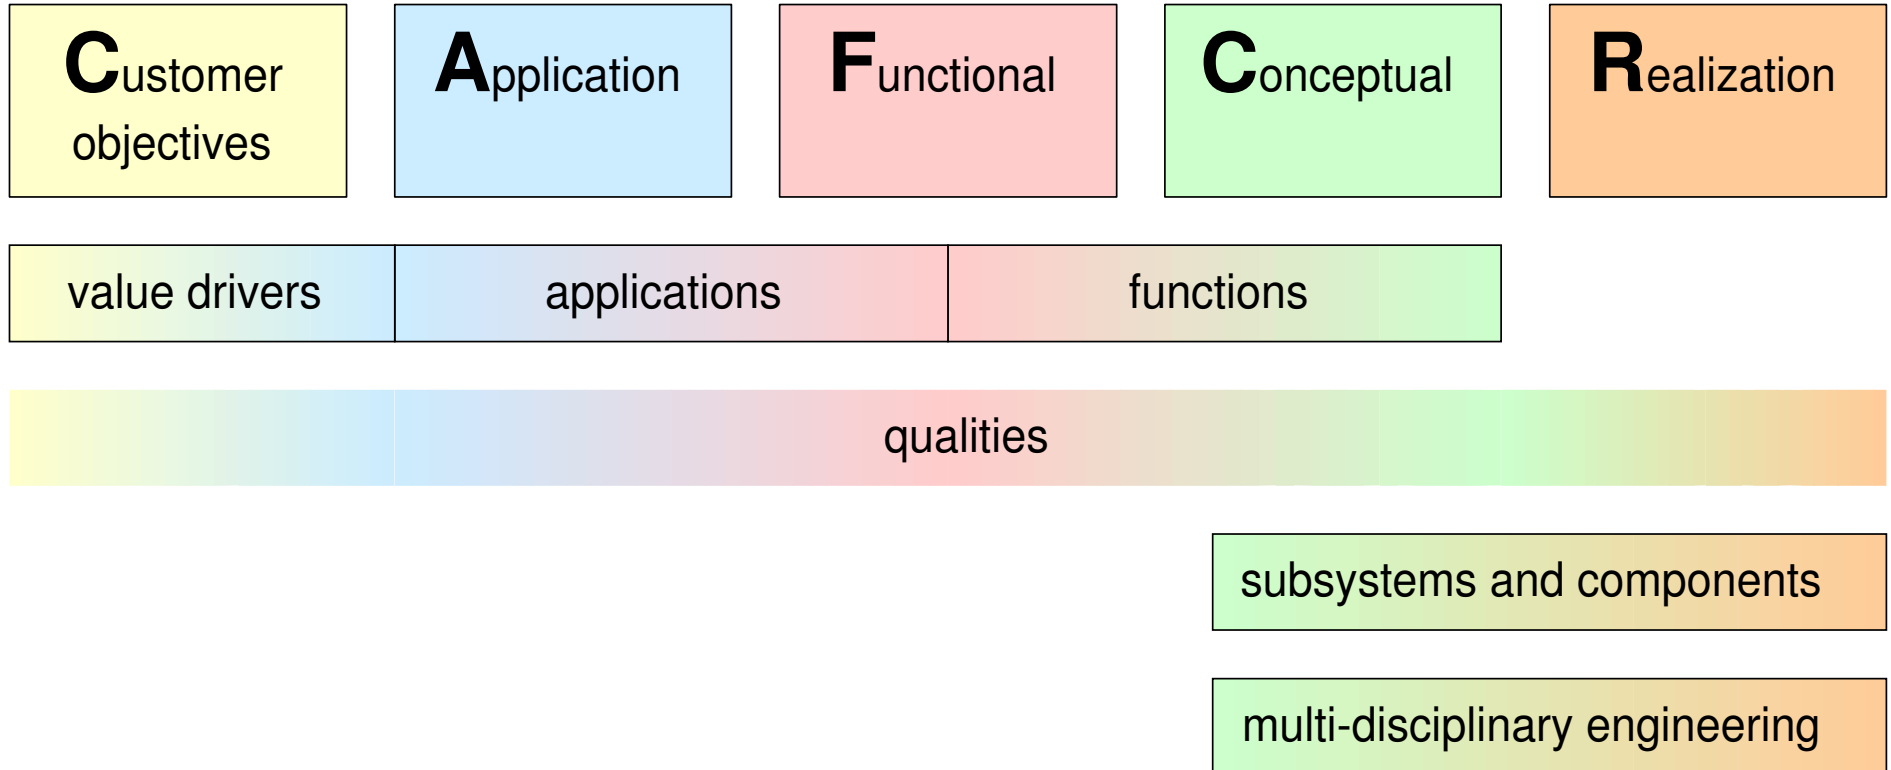 Customer
objectives
Application
Functional
Conceptual
Realization
value drivers
applications
functions
qualities
subsystems and components
multi-disciplinary engineering